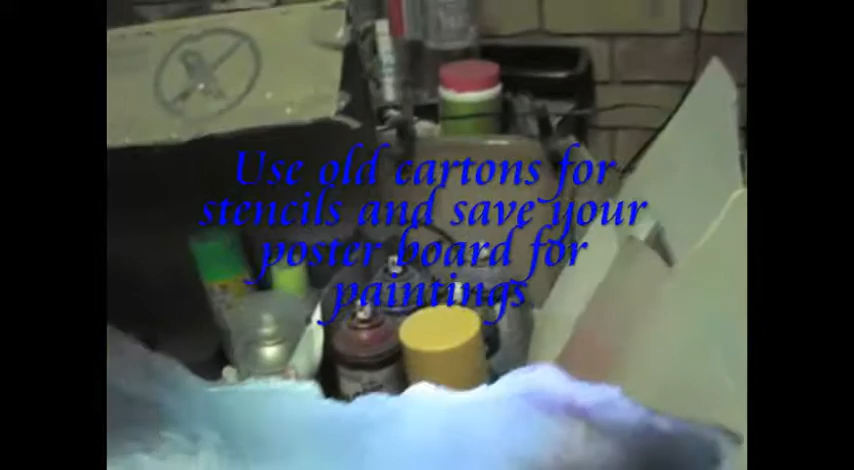 Use old cartons for
stencils and save your
poster board for
paintings